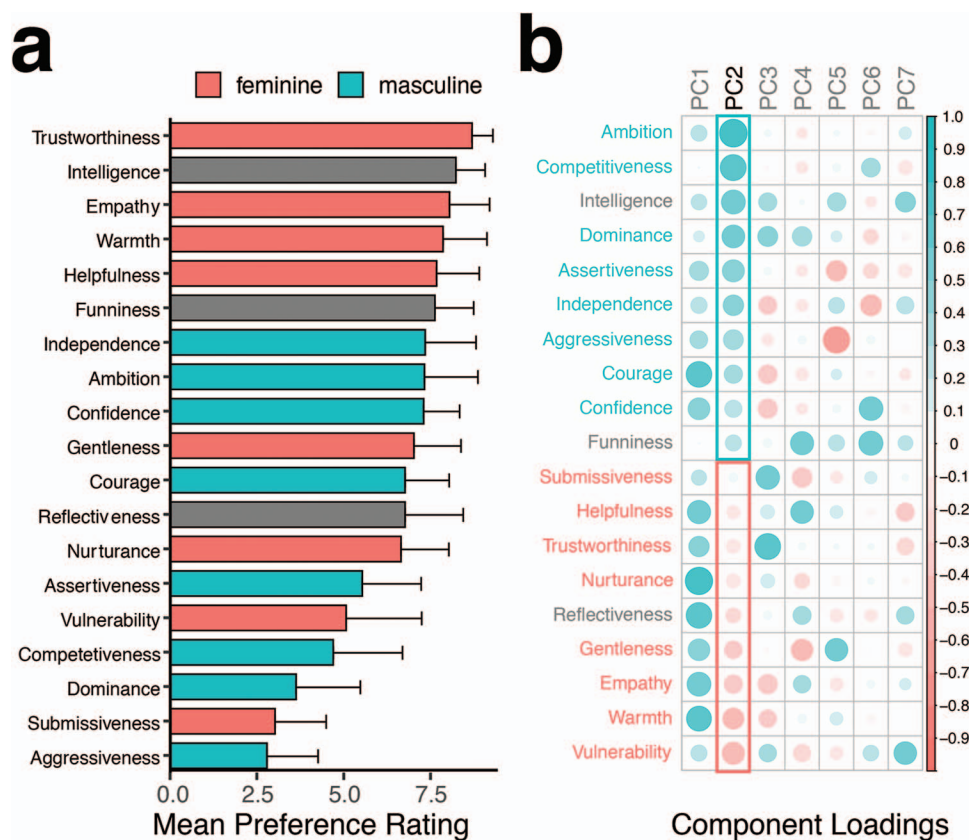 a
feminine masculine
Trustworthiness
Intelligence
Empathy
Warmth
Helpfulness
Funniness
Independence
Ambition
Confidence
Gentleness
Courage
Reflectiveness
Nurturance
Assertiveness
Vulnerability
Competetiveness
Dominance
Submissiveness
Aggressiveness
0.0 2.5 5.0 7.5
Mean Preference Rating
b
PC1 PC2 PC3 PC4 PC5 PC6 PC7
Ambition
Competitiveness
Intelligence
Dominance
Assertiveness
Independence
Aggressiveness
Courage
Confidence
Funniness
Submissiveness
Helpfulness
Trustworthiness
Nurturance
Reflectiveness
Gentleness
Empathy
Warmth
Vulnerability
1.0
0.9
0.8
0.7
0.6
0.5
0.4
0.3
0.2
0.1
0
-0.1
-0.2
-0.3
-0.4
-0.5
-0.6
-0.7
-0.8
-0.9
Component Loadings